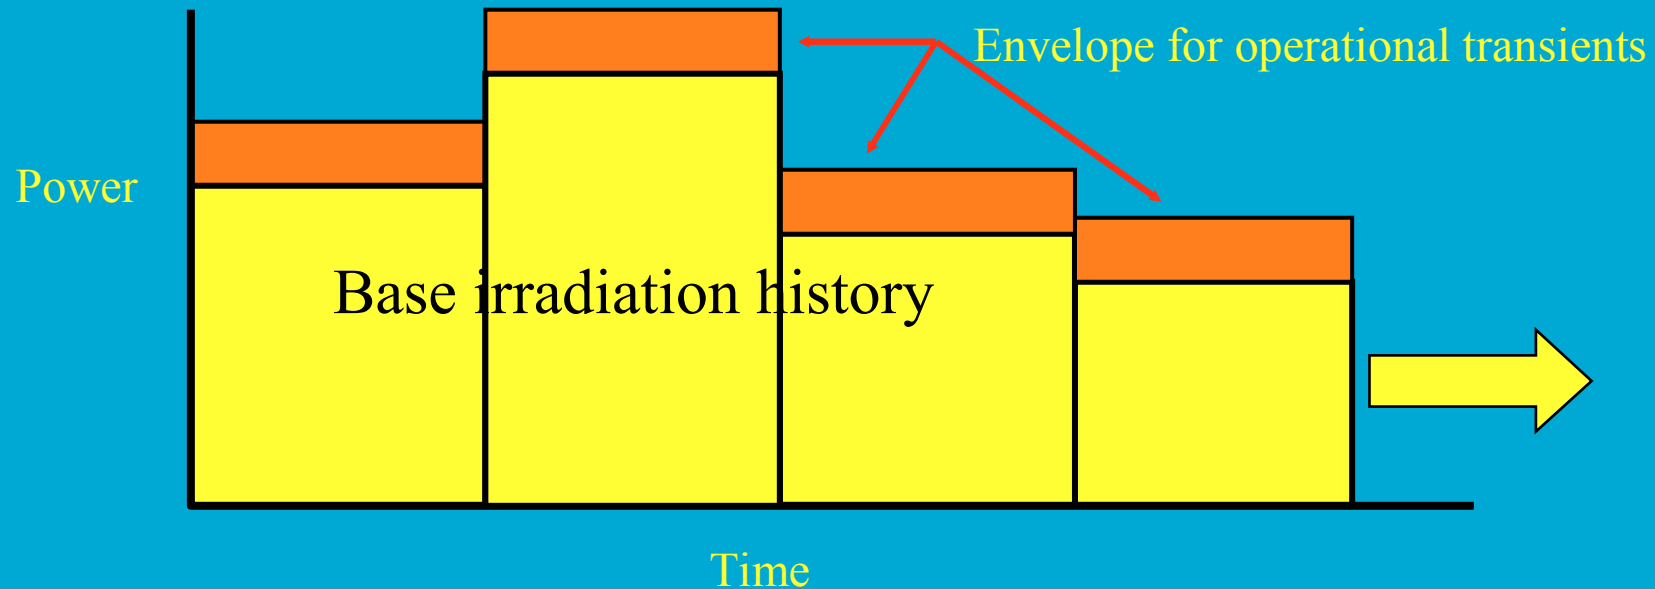 Envelope for operational transients
Power
Base irradiation history
Time